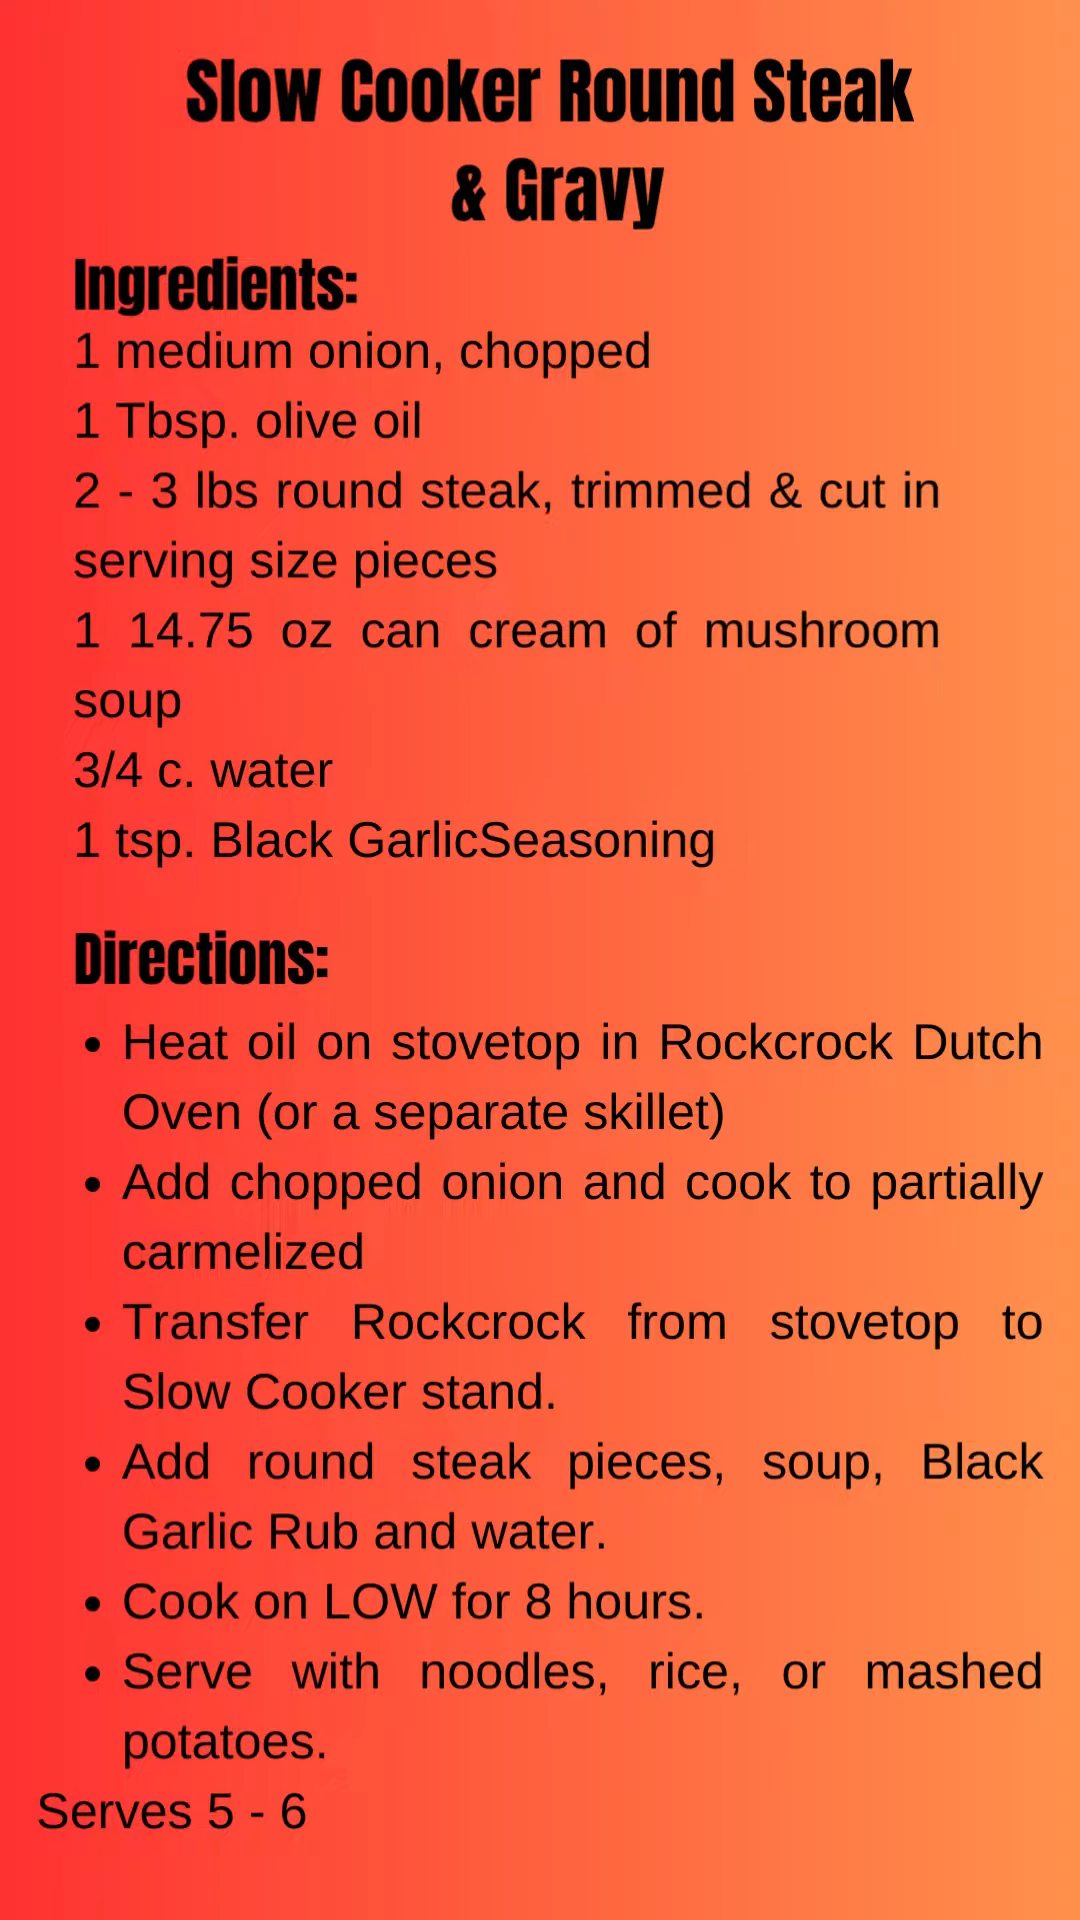 Slow Cooker Round Steak
& Gravy
Ingredients:
1 medium onion, chopped
1 Tbsp. olive oil
2 - 3 lbs round steak, trimmed & cut in
serving size pieces
1 14.75 oz can cream of mushroom
soup
3/4 c. water
1 tsp. Black GarlicSeasoning
Directions:
• Heat oil on stovetop in Rockcrock Dutch
Oven (or a separate skillet)
• Add chopped onion and cook to partially
carmelized
• Transfer Rockcrock from stovetop to
Slow Cooker stand.
• Add round steak pieces, soup, Black
Garlic Rub and water.
• Cook on LOW for 8 hours.
• Serve with noodles, rice, or mashed
potatoes.
Serves 5 - 6